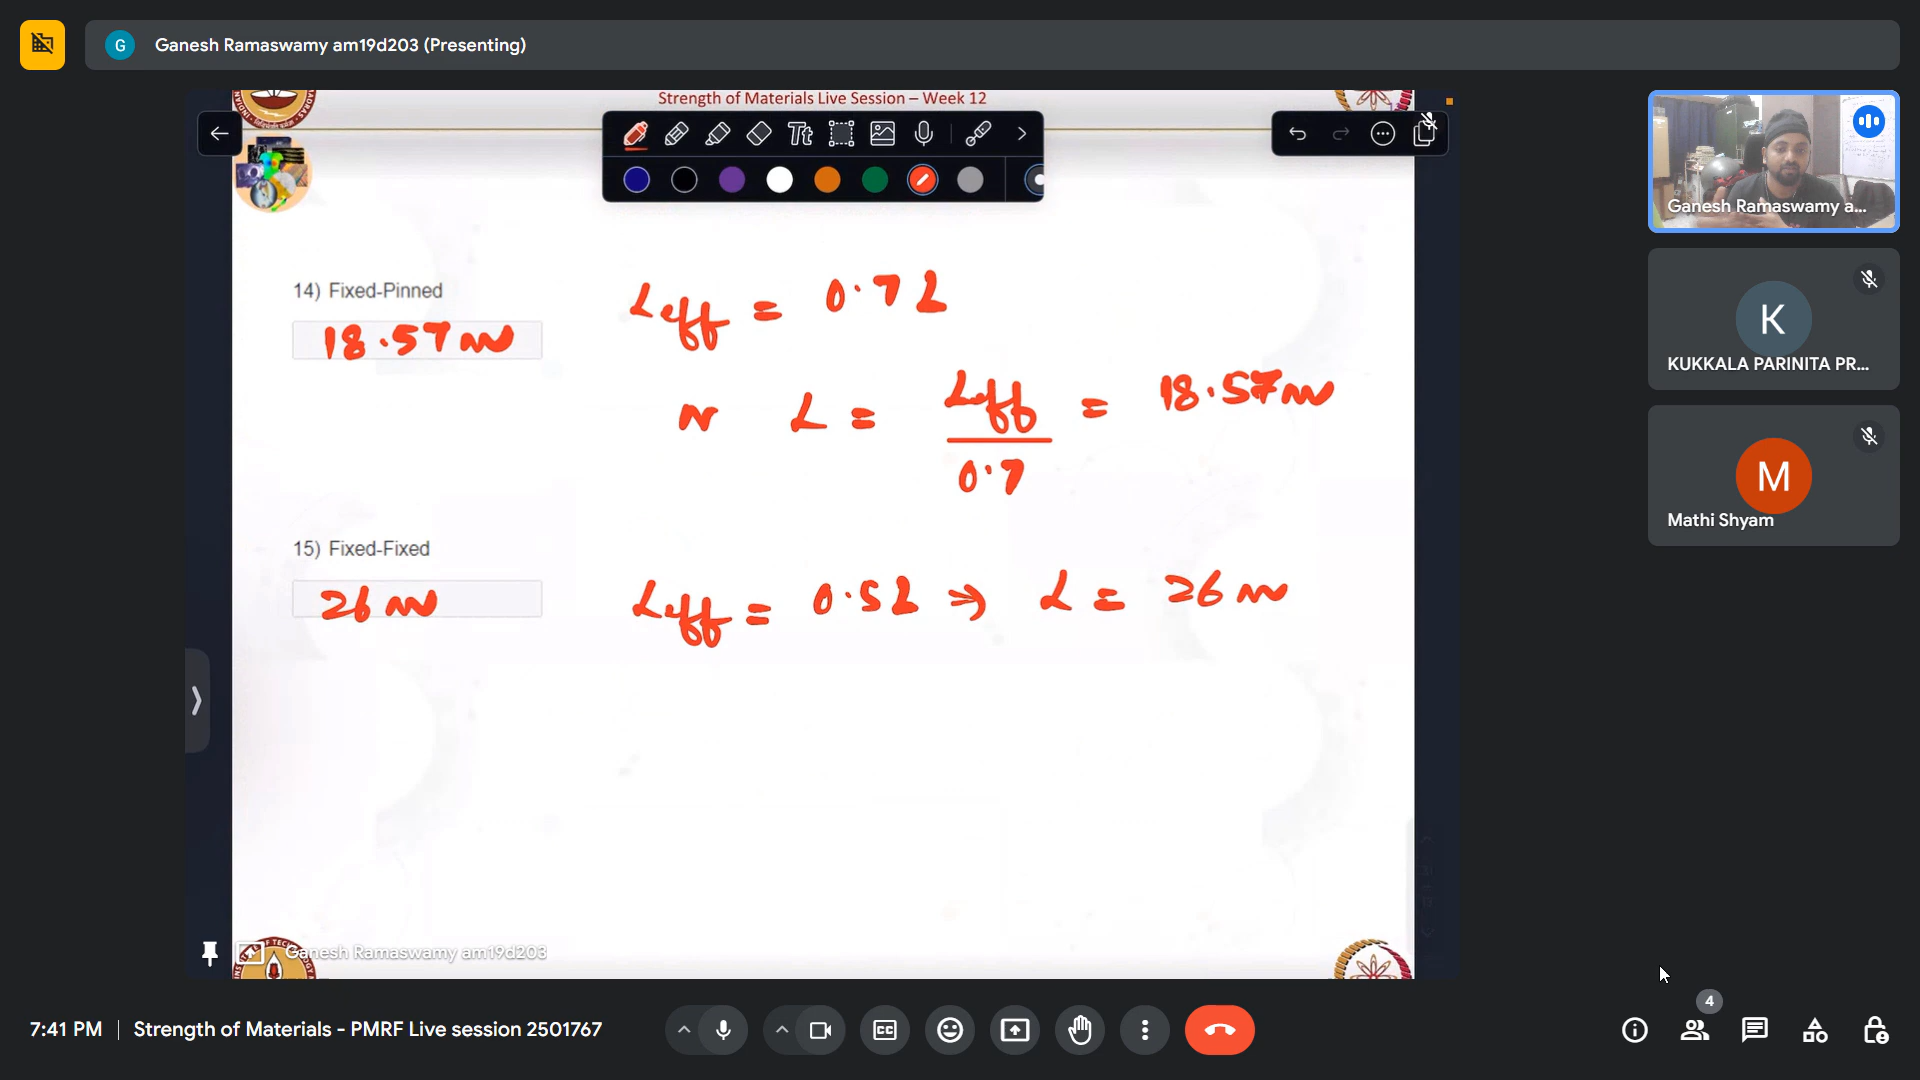 G Ganesh Ramaswamy am19d203 (Presenting)
Strength of Materials Live Session – Week 12
Tt
14) Fixed-Pinned
18.57 m
Leff = 0.7 L
L = Leff / 0.7 = 18.57 m
15) Fixed-Fixed
26 m
Leff = 0.5 L ⇒ L = 26 m
Ganesh Ramaswamy am19d203
Ganesh Ramaswamy a...
K
KUKKALA PARINITA PR...
M
Mathi Shyam
7:41 PM | Strength of Materials - PMRF Live session 2501767
CC
4